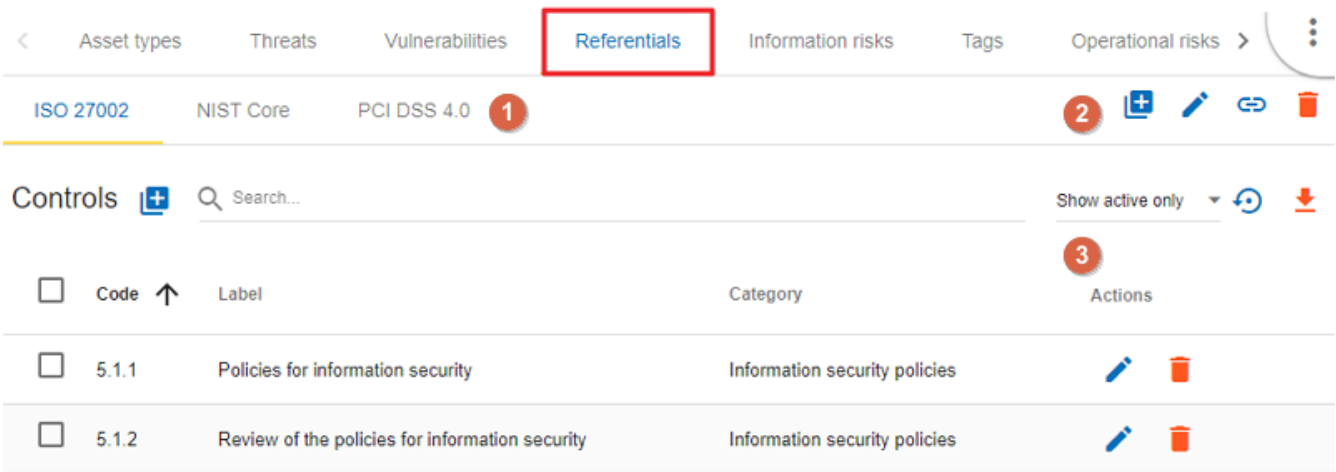 Asset types Threats Vulnerabilities Referentials Information risks Tags Operational risks
ISO 27002 NIST Core PCI DSS 4.0 1 2
Controls Search... Show active only
3
Code Label Category Actions
5.1.1 Policies for information security Information security policies
5.1.2 Review of the policies for information security Information security policies